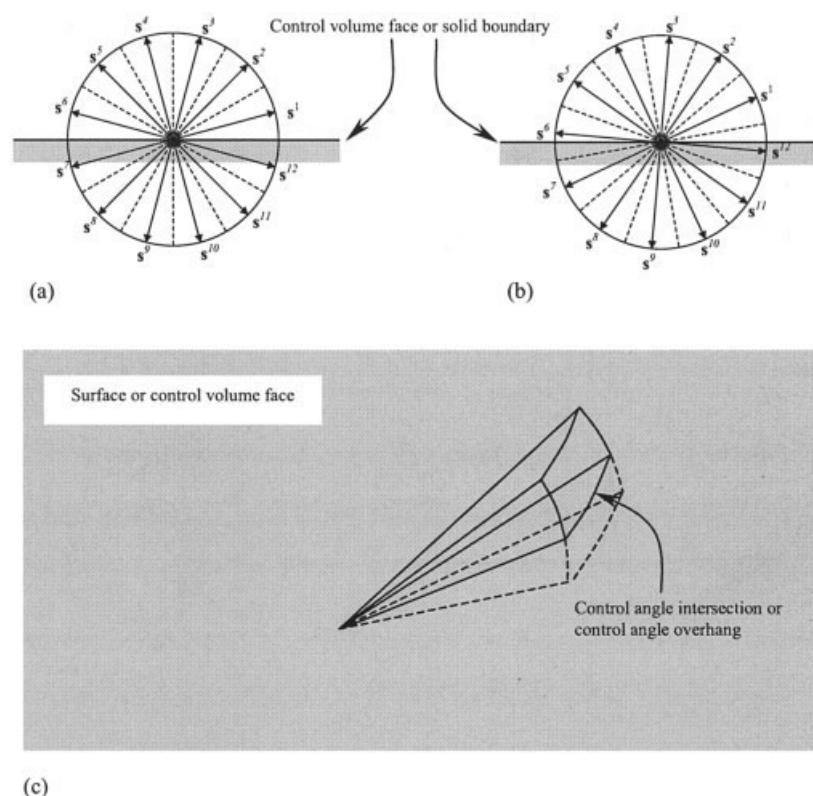 Control volume face or solid boundary
s4
s3
s5
s2
s6
s1
s7
s12
s8
s11
s9
s10
(a)
s3
s4
s2
s5
s1
s6
s12
s7
s11
s8
s10
s9
(b)
Surface or control volume face
Control angle intersection or
control angle overhang
(c)